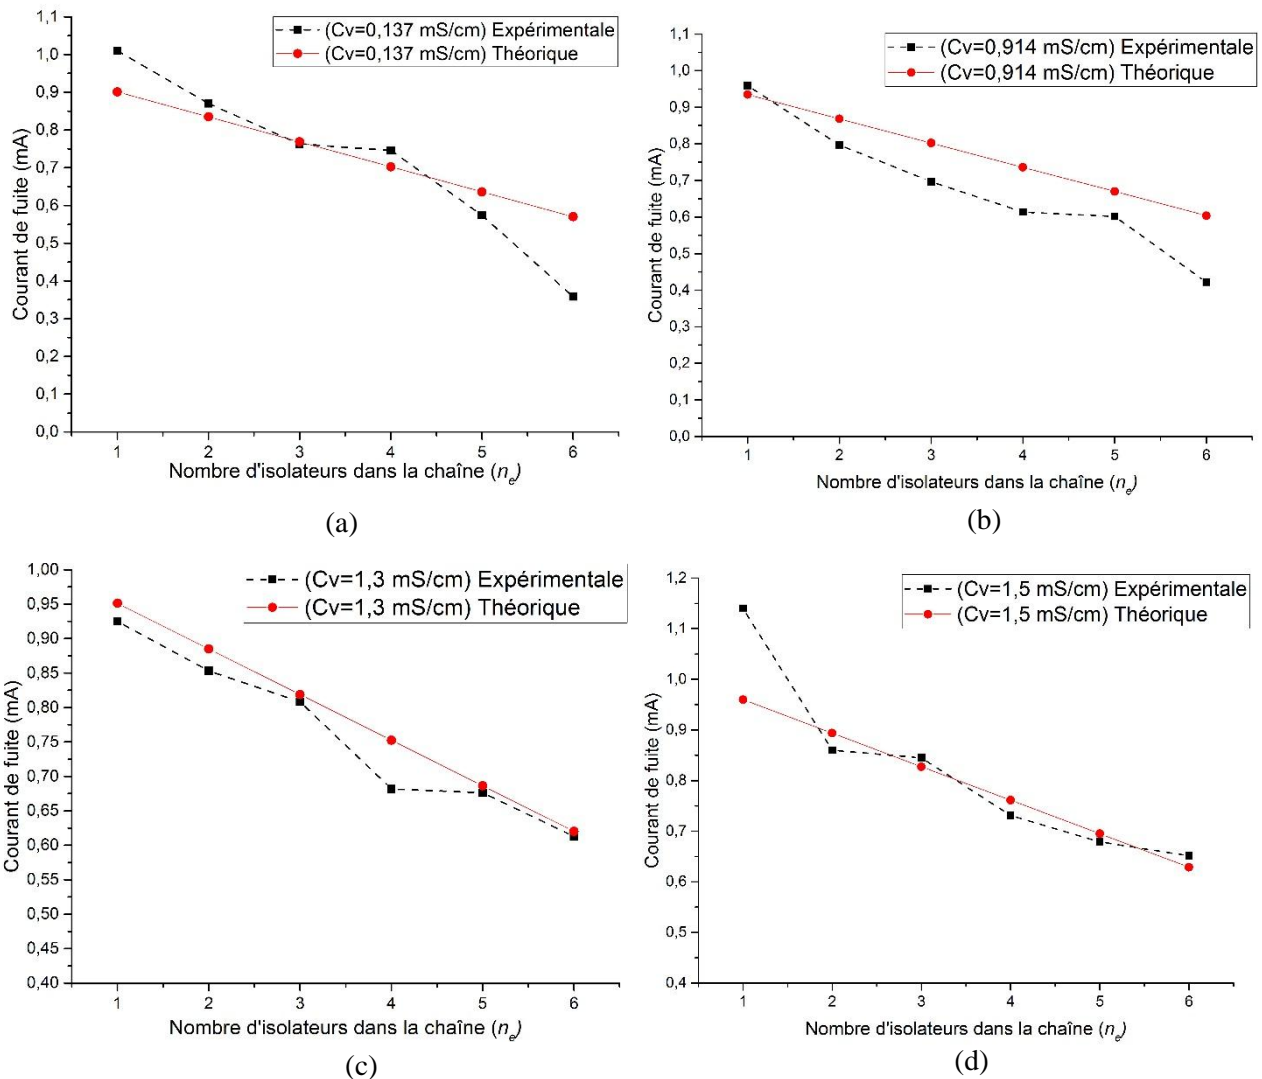 1,1
1,0
0,9
0,8
0,7
0,6
0,5
0,4
0,3
0,2
0,1
0,0
Courant de fuite (mA)
(Cv=0,137 mS/cm) Expérimentale
(Cv=0,137 mS/cm) Théorique
1 2 3 4 5 6
Nombre d'isolateurs dans la chaîne (ne)
(a)
1,1
1,0
0,9
0,8
0,7
0,6
0,5
0,4
0,3
0,2
0,1
0,0
Courant de fuite (mA)
(Cv=0,914 mS/cm) Expérimentale
(Cv=0,914 mS/cm) Théorique
1 2 3 4 5 6
Nombre d'isolateurs dans la chaîne (ne)
(b)
1,00
0,95
0,90
0,85
0,80
0,75
0,70
0,65
0,60
0,55
0,50
0,45
0,40
Courant de fuite (mA)
(Cv=1,3 mS/cm) Expérimentale
(Cv=1,3 mS/cm) Théorique
1 2 3 4 5 6
Nombre d'isolateurs dans la chaîne (ne)
(c)
1,2
1,1
1,0
0,9
0,8
0,7
0,6
0,5
0,4
Courant de fuite (mA)
(Cv=1,5 mS/cm) Expérimentale
(Cv=1,5 mS/cm) Théorique
1 2 3 4 5 6
Nombre d'isolateurs dans la chaîne (ne)
(d)